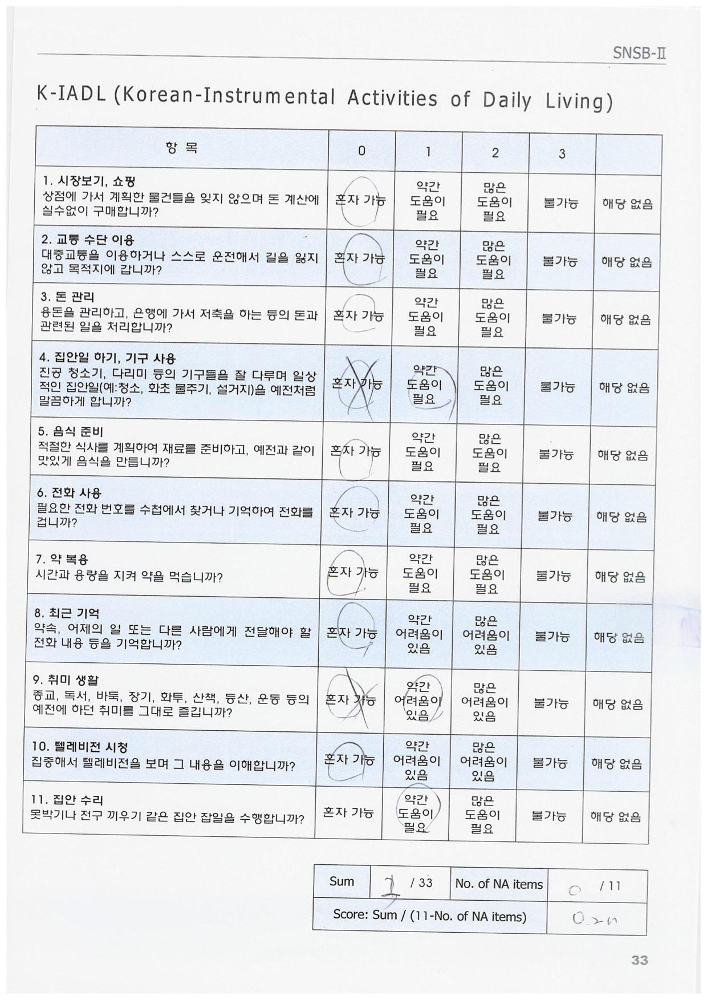 SNSB-Ⅱ
K-IADL (Korean-Instrumental Activities of Daily Living)
항 목 0 1 2 3
1. 시장보기, 쇼핑
상점에 가서 계획한 물건들을 잊지 않으며 돈 계산에
실수없이 구매합니까?
혼자 가능
약간
도움이
필요
많은
도움이
필요
불가능
해당 없음
2. 교통 수단 이용
대중교통을 이용하거나 스스로 운전해서 길을 잃지
않고 목적지에 갑니까?
혼자 가능
약간
도움이
필요
많은
도움이
필요
불가능
해당 없음
3. 돈 관리
용돈을 관리하고, 은행에 가서 저축을 하는 등의 돈과
관련된 일을 처리합니까?
혼자 가능
약간
도움이
필요
많은
도움이
필요
불가능
해당 없음
4. 집안일 하기, 기구 사용
진공 청소기, 다리미 등의 기구들을 잘 다루며 일상
적인 집안일(예:청소, 화초 물주기, 설거지)을 예전처럼
말끔하게 합니까?
혼자 가능
약간
도움이
필요
많은
도움이
필요
불가능
해당 없음
5. 음식 준비
적절한 식사를 계획하여 재료를 준비하고, 예전과 같이
맛있게 음식을 만듭니까?
혼자 가능
약간
도움이
필요
많은
도움이
필요
불가능
해당 없음
6. 전화 사용
필요한 전화 번호를 수첩에서 찾거나 기억하여 전화를
겁니까?
혼자 가능
약간
도움이
필요
많은
도움이
필요
불가능
해당 없음
7. 약 복용
시간과 용량을 지켜 약을 먹습니까?
혼자 가능
약간
도움이
필요
많은
도움이
필요
불가능
해당 없음
8. 최근 기억
약속, 어제의 일 또는 다른 사람에게 전달해야 할
전화 내용 등을 기억합니까?
혼자 가능
약간
어려움이
있음
많은
어려움이
있음
불가능
해당 없음
9. 취미 생활
종교, 독서, 바둑, 장기, 화투, 산책, 등산, 운동 등의
예전에 하던 취미를 그대로 즐깁니까?
혼자 가능
약간
어려움이
있음
많은
어려움이
있음
불가능
해당 없음
10. 텔레비전 시청
집중해서 텔레비전을 보며 그 내용을 이해합니까?
혼자 가능
약간
어려움이
있음
많은
어려움이
있음
불가능
해당 없음
11. 집안 수리
못박기나 전구 끼우기 같은 집안 잡일을 수행합니까?
혼자 가능
약간
도움이
필요
많은
도움이
필요
불가능
해당 없음
Sum / 33 No. of NA items 0 / 11
Score: Sum / (11-No. of NA items)
33